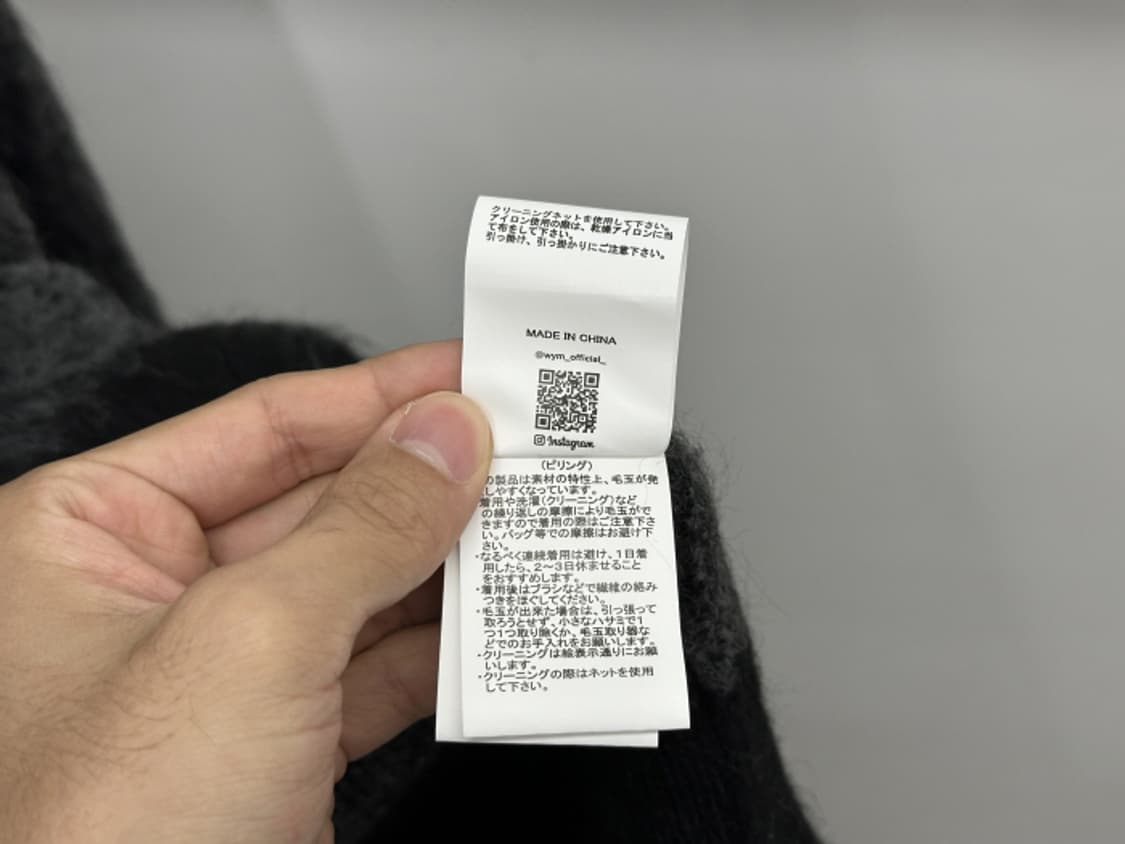 クリーニングネットを使用して下さい。
アイロン使用の際は、乾燥アイロンに当
て布をして下さい。
引っ掛け、引っ掛かりにご注意下さい。
MADE IN CHINA
@wym_official_
Instagram
(ピリング)
の製品は素材の特性上、毛玉が発
しやすくなっています。
着用や洗濯(クリーニング)など
の繰り返しの摩擦により毛玉がで
きますので着用の際はご注意下さ
い。バッグ等での摩擦はお避け下
さい。
・なるべく連続着用は避け、1日着
用したら、2〜3日休ませること
をおすすめします。
・着用後はブラシなどで繊維の絡み
つきをほぐしてください。
・毛玉が出来た場合は、引っ張って
取ろうとせず、小さなハサミで1
つ1つ取り除くか、毛玉取り器な
どでのお手入れをお願いします。
・クリーニングは絵表示通りにお願
いします。
・クリーニングの際はネットを使用
して下さい。